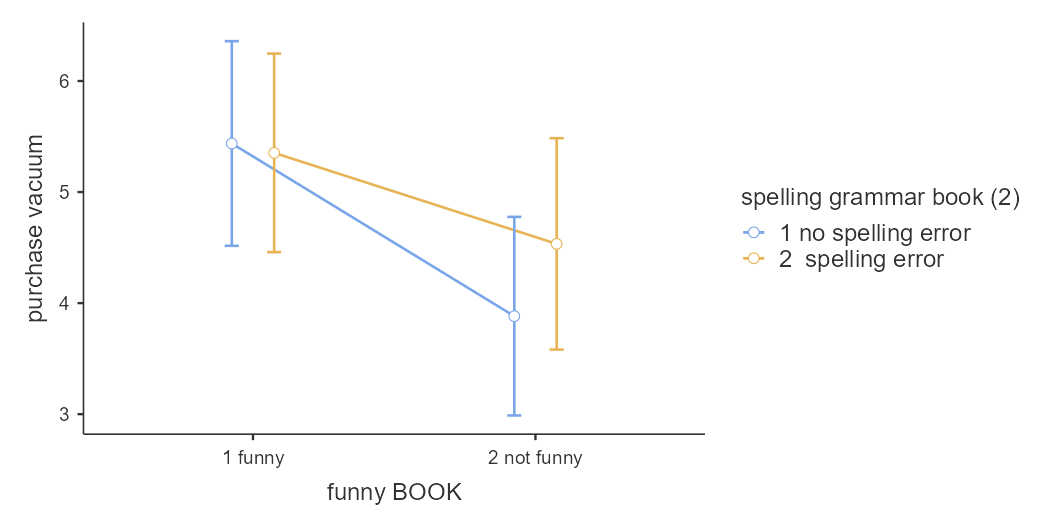 6
5
4
3
purchase vacuum
1 funny
2 not funny
funny BOOK
spelling grammar book (2)
1 no spelling error
2  spelling error